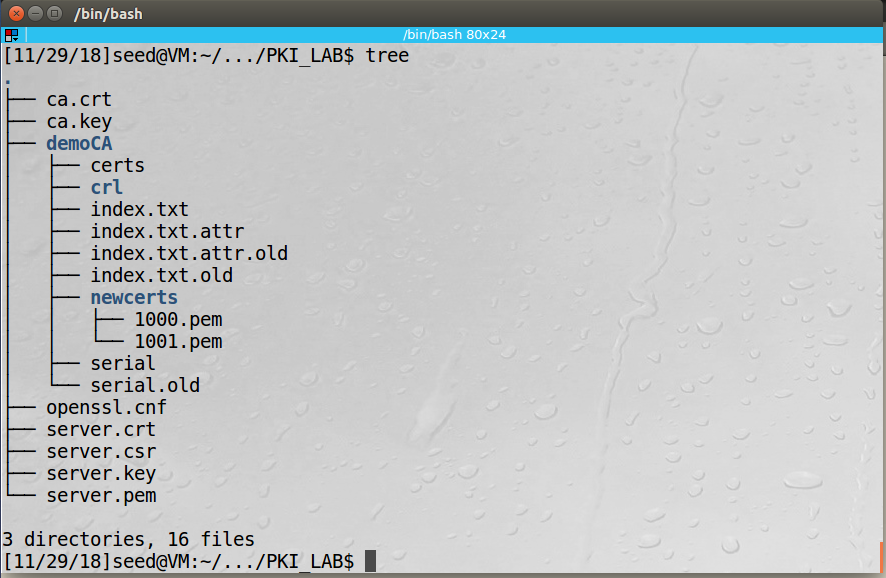 /bin/bash
/bin/bash 80x24
[11/29/18]seed@VM:~/.../PKI_LAB$ tree
.
├── ca.crt
├── ca.key
├── demoCA
│   ├── certs
│   ├── crl
│   ├── index.txt
│   ├── index.txt.attr
│   ├── index.txt.attr.old
│   ├── index.txt.old
│   ├── newcerts
│   │   ├── 1000.pem
│   │   └── 1001.pem
│   ├── serial
│   └── serial.old
├── openssl.cnf
├── server.crt
├── server.csr
├── server.key
└── server.pem
3 directories, 16 files
[11/29/18]seed@VM:~/.../PKI_LAB$